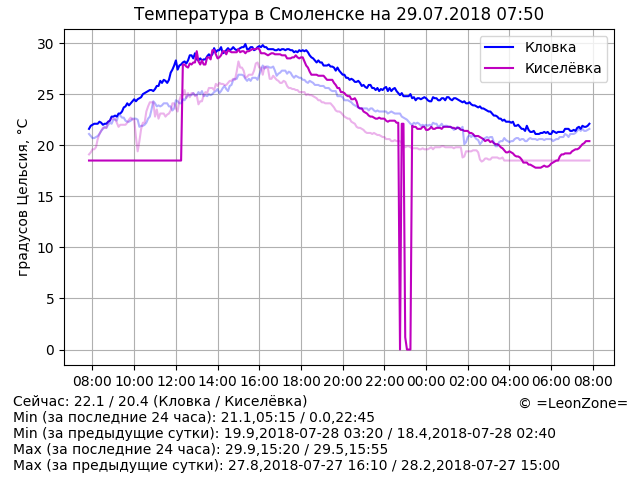 Температура в Смоленске на 29.07.2018 07:50
градусов Цельсия, °C
30
25
20
15
10
5
0
Кловка
Киселёвка
08:00 10:00 12:00 14:00 16:00 18:00 20:00 22:00 00:00 02:00 04:00 06:00 08:00
Сейчас: 22.1 / 20.4 (Кловка / Киселёвка)
© =LeonZone=
Min (за последние 24 часа): 21.1,05:15 / 0.0,22:45
Min (за предыдущие сутки): 19.9,2018-07-28 03:20 / 18.4,2018-07-28 02:40
Max (за последние 24 часа): 29.9,15:20 / 29.5,15:55
Max (за предыдущие сутки): 27.8,2018-07-27 16:10 / 28.2,2018-07-27 15:00